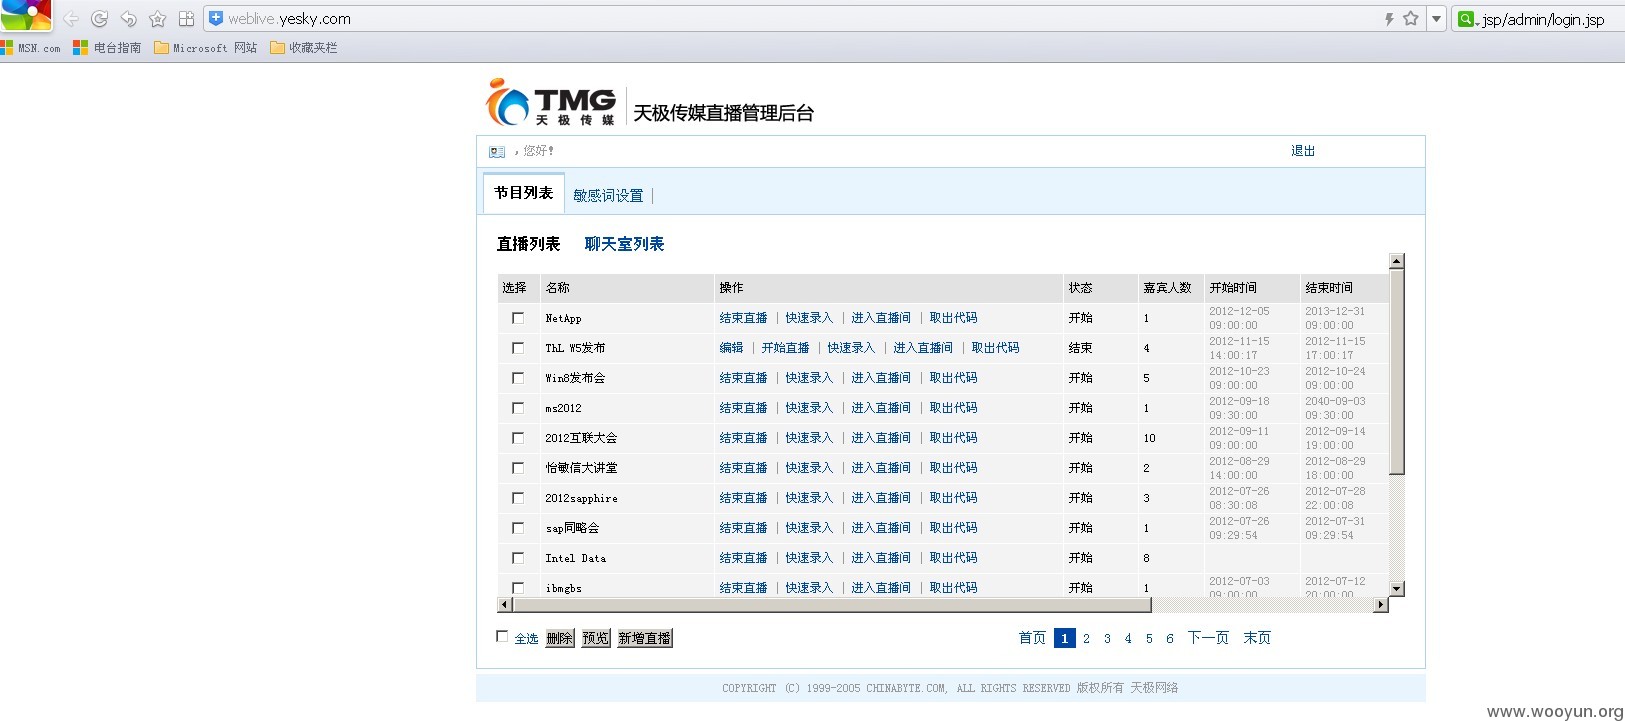 weblive.yesky.com
jsp/admin/login.jsp
MSN.com 电台指南 Microsoft 网站 收藏夹栏
TMG 天极传媒 天极传媒直播管理后台
，您好! 退出
节目列表 敏感词设置 |
直播列表 聊天室列表
选择 名称 操作 状态 嘉宾人数 开始时间 结束时间
NetApp 结束直播 | 快速录入 | 进入直播间 | 取出代码 开始 1 2012-12-05 09:00:00 2013-12-31 09:00:00
ThL W5发布 编辑 | 开始直播 | 快速录入 | 进入直播间 | 取出代码 结束 4 2012-11-15 14:00:17 2012-11-15 17:00:17
Win8发布会 结束直播 | 快速录入 | 进入直播间 | 取出代码 开始 5 2012-10-23 09:00:00 2012-10-24 09:00:00
ms2012 结束直播 | 快速录入 | 进入直播间 | 取出代码 开始 1 2012-09-18 09:30:00 2040-09-03 09:30:00
2012互联大会 结束直播 | 快速录入 | 进入直播间 | 取出代码 开始 10 2012-09-11 09:00:00 2012-09-14 19:00:00
怡敏信大讲堂 结束直播 | 快速录入 | 进入直播间 | 取出代码 开始 2 2012-08-29 14:00:00 2012-08-29 18:00:00
2012sapphire 结束直播 | 快速录入 | 进入直播间 | 取出代码 开始 3 2012-07-26 08:30:08 2012-07-28 22:00:08
sap同略会 结束直播 | 快速录入 | 进入直播间 | 取出代码 开始 1 2012-07-26 09:29:54 2012-07-31 09:29:54
Intel Data 结束直播 | 快速录入 | 进入直播间 | 取出代码 开始 8
ibmgbs 结束直播 | 快速录入 | 进入直播间 | 取出代码 开始 1 2012-07-03 09:00:00 2012-07-12 20:00:00
全选 删除 预览 新增直播 首页 1 2 3 4 5 6 下一页 末页
COPYRIGHT (C) 1999-2005 CHINABYTE.COM, ALL RIGHTS RESERVED 版权所有 天极网络
www.wooyun.org